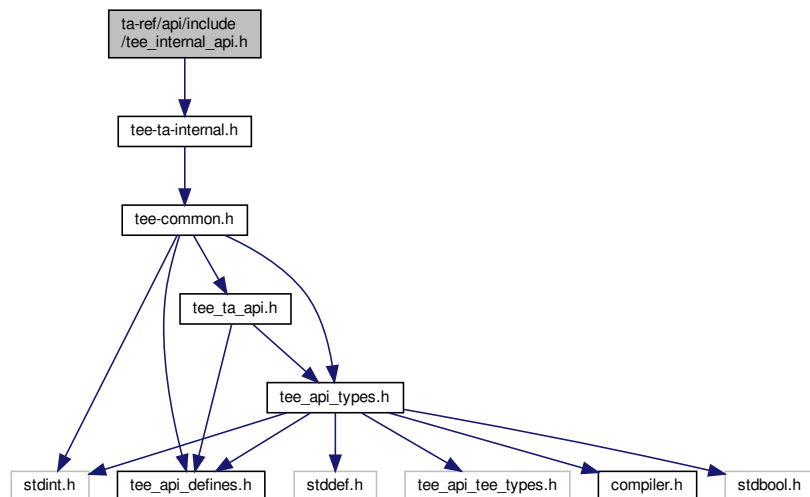 ta-ref/api/include
/tee_internal_api.h
tee-ta-internal.h
tee-common.h
tee_ta_api.h
tee_api_types.h
stdint.h
tee_api_defines.h
stddef.h
tee_api_tee_types.h
compiler.h
stdbool.h